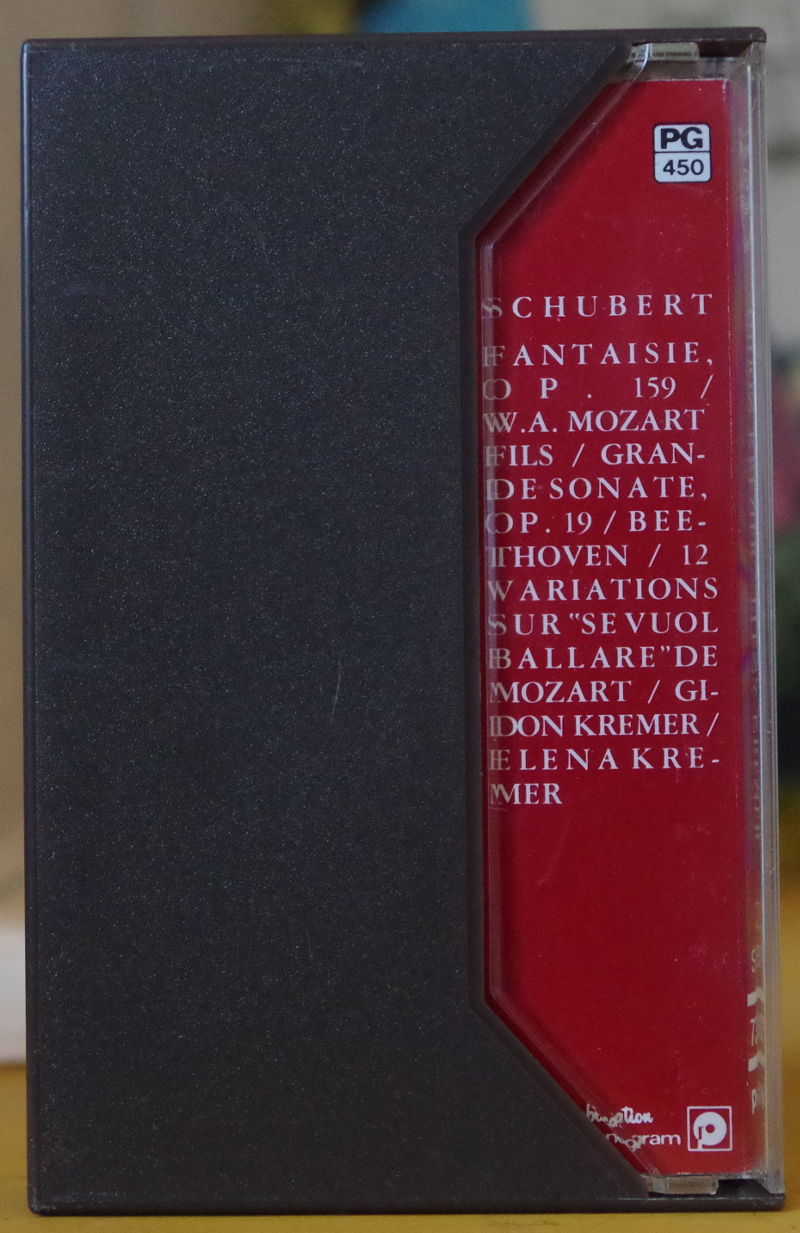 PG
450
SCHUBERT
FANTAISIE,
OP. 159 /
W.A. MOZART
FILS / GRAN-
DE SONATE,
OP. 19 / BEE-
THOVEN / 12
VARIATIONS
SUR "SE VUOL
BALLARE" DE
MOZART / GI-
DON KREMER /
ELENA KRE-
MER